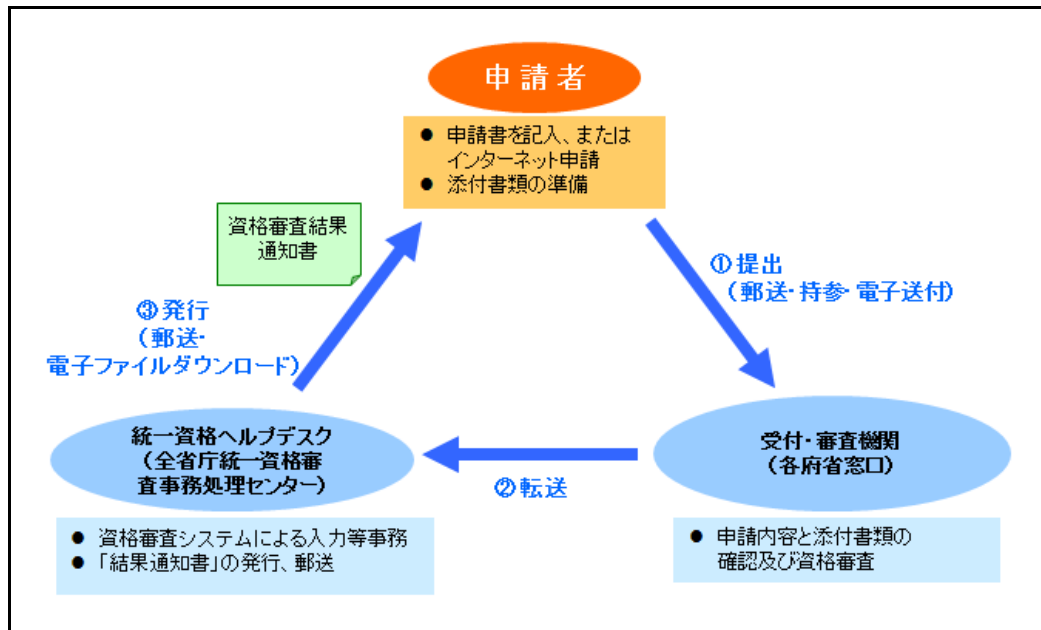 申請者
● 申請書を記入、または
インターネット申請
● 添付書類の準備
資格審査結果
通知書
①提出
（郵送・持参・電子送付）
③発行
（郵送・
電子ファイルダウンロード）
統一資格ヘルプデスク
（全省庁統一資格審
査事務処理センター）
受付・審査機関
（各府省窓口）
②転送
● 資格審査システムによる入力等事務
● 「結果通知書」の発行、郵送
● 申請内容と添付書類の
確認及び資格審査